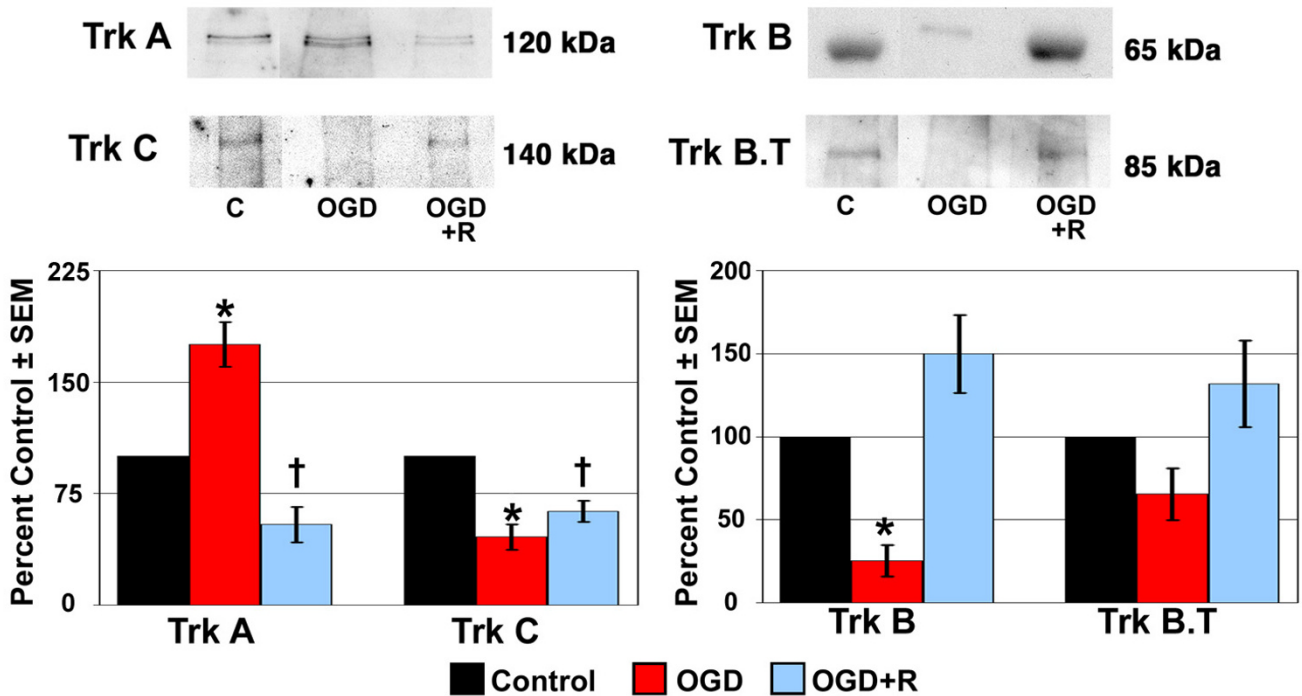 Trk A
120 kDa
Trk C
140 kDa
C OGD OGD
+R
Trk B
65 kDa
Trk B.T
85 kDa
C OGD OGD
+R
Percent Control ± SEM
225
150
75
0
*
†
*
†
Trk A Trk C
Percent Control ± SEM
200
150
100
50
0
*
Trk B Trk B.T
Control OGD OGD+R